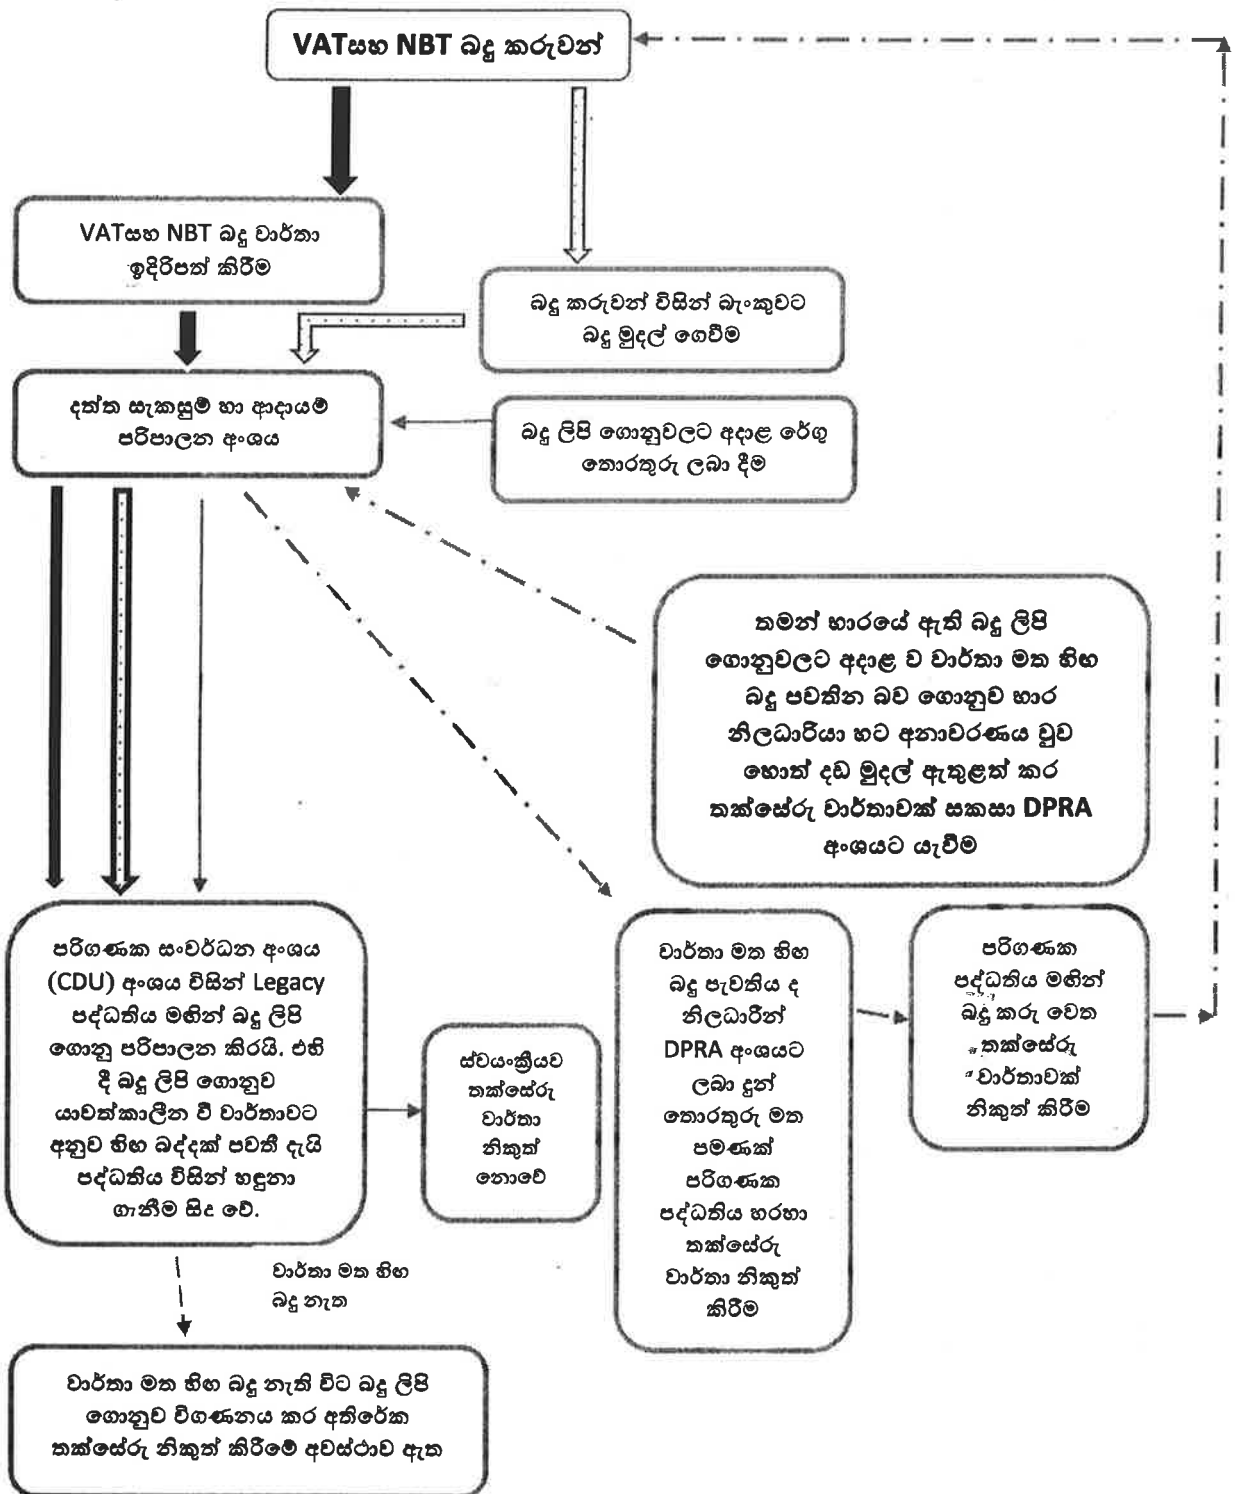 VATසහ NBT බදු කරුවන්
VATසහ NBT බදු වාර්තා
ඉදිරිපත් කිරීම
බදු කරුවන් විසින් බැංකුවට
බදු මුදල් ගෙවීම
දත්ත සැකසුම් හා ආදායම්
පරිපාලන අංශය
බදු ලිපි ගොනුවලට අදාළ රේගු
තොරතුරු ලබා දීම
තමන් භාරයේ ඇති බදු ලිපි
ගොනුවලට අදාළ ව වාර්තා මත හිඟ
බදු පවතින බව ගොනුව භාර
නිලධාරියා හට අනාවරණය වුව
හොත් දඩ මුදල් ඇතුළත් කර
තක්සේරු වාර්තාවක් සකසා DPRA
අංශයට යැවීම
පරිගණක සංවර්ධන අංශය
(CDU) අංශය විසින් Legacy
පද්ධතිය මඟින් බදු ලිපි
ගොනු පරිපාලන කිරයි. එහි
දී බදු ලිපි ගොනුව
යාවත්කාලීන වී වාර්තාවට
අනුව හිඟ බද්දක් පවතී දැයි
පද්ධතිය විසින් හඳුනා
ගැනීම සිදු වේ.
ස්වයංක්‍රීයව
තක්සේරු
වාර්තා
නිකුත්
නොවේ
වාර්තා මත හිඟ
බදු පැවතිය ද
නිලධාරීන්
DPRA අංශයට
ලබා දුන්
තොරතුරු මත
පමණක්
පරිගණක
පද්ධතිය හරහා
තක්සේරු
වාර්තා නිකුත්
කිරීම
පරිගණක
පද්ධතිය මඟින්
බදු කරු වෙත
තක්සේරු
වාර්තාවක්
නිකුත් කිරීම
වාර්තා මත හිඟ
බදු නැත
වාර්තා මත හිඟ බදු නැති විට බදු ලිපි
ගොනුව විගණනය කර අතිරේක
තක්සේරු නිකුත් කිරීමේ අවස්ථාව ඇත